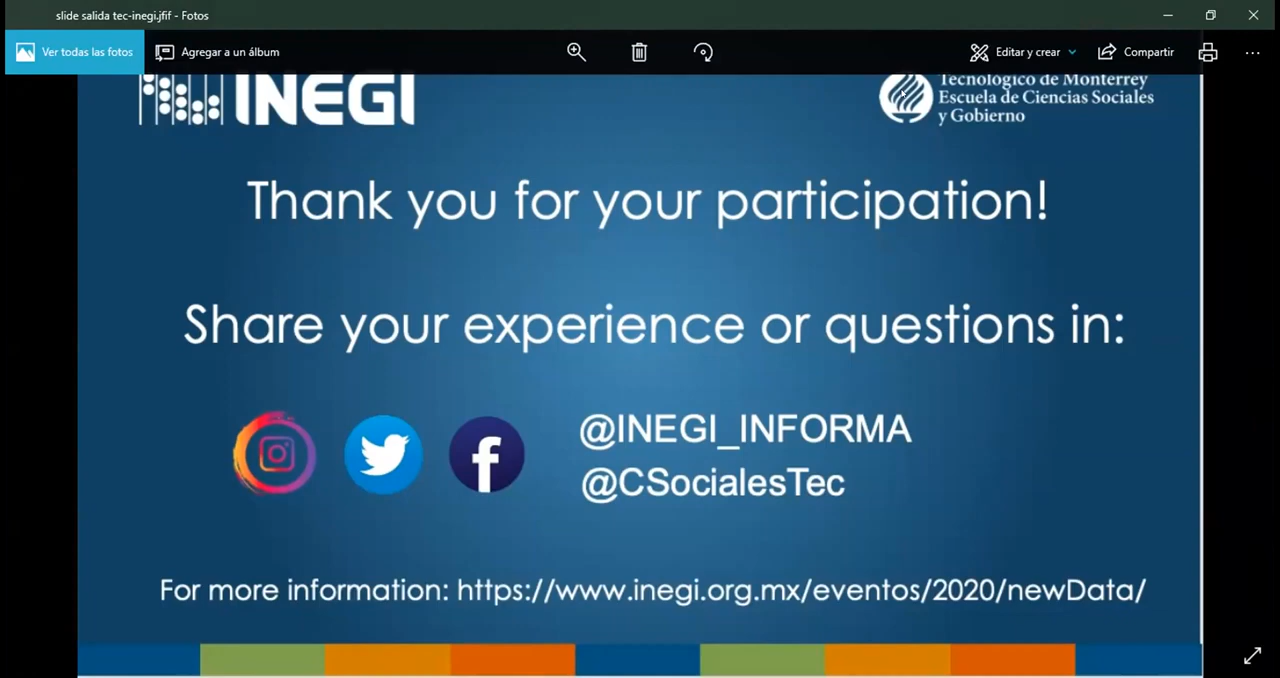 slide salida tec-inegi.jfif - Fotos
Ver todas las fotos
Agregar a un álbum
Editar y crear
Compartir
INEGI
Tecnológico de Monterrey
Escuela de Ciencias Sociales
y Gobierno
Thank you for your participation!
Share your experience or questions in:
@INEGI_INFORMA
@CSocialesTec
For more information: https://www.inegi.org.mx/eventos/2020/newData/